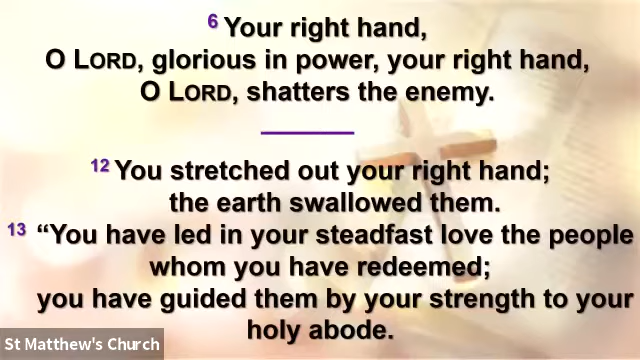 6 Your right hand,
O LORD, glorious in power, your right hand,
O LORD, shatters the enemy.
12 You stretched out your right hand;
the earth swallowed them.
13 “You have led in your steadfast love the people
whom you have redeemed;
you have guided them by your strength to your
holy abode.
St Matthew's Church